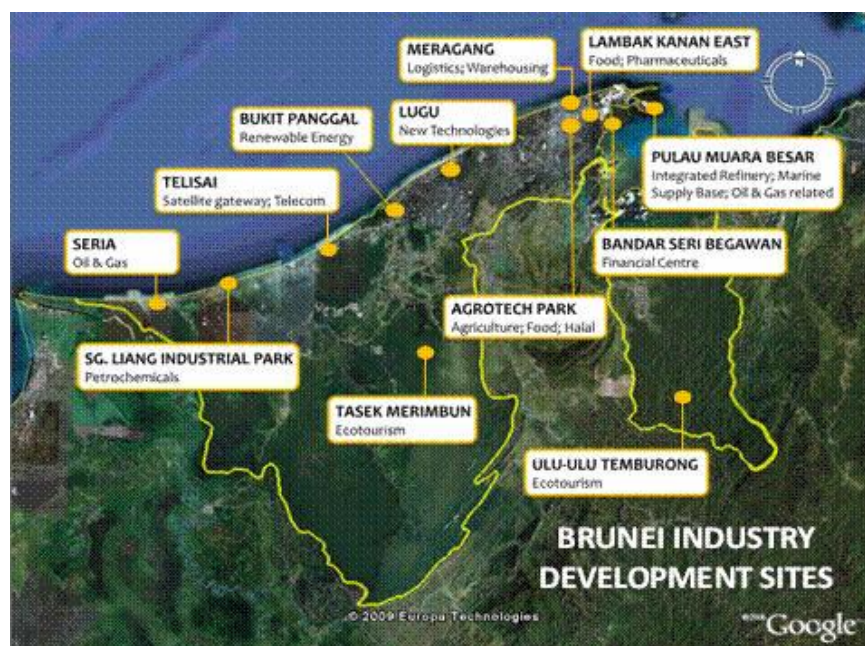 MERAGANG
Logistics; Warehousing
LAMBAK KANAN EAST
Food; Pharmaceuticals
BUKIT PANGGAL
Renewable Energy
LUGU
New Technologies
N
TELISAI
Satellite gateway; Telecom
PULAU MUARA BESAR
Integrated Refinery; Marine
Supply Base; Oil & Gas related
SERIA
Oil & Gas
BANDAR SERI BEGAWAN
Financial Centre
AGROTECH PARK
Agriculture; Food; Halal
SG. LIANG INDUSTRIAL PARK
Petrochemicals
TASEK MERIMBUN
Ecotourism
ULU-ULU TEMBURONG
Ecotourism
BRUNEI INDUSTRY
DEVELOPMENT SITES
© 2009 Europa Technologies
Google